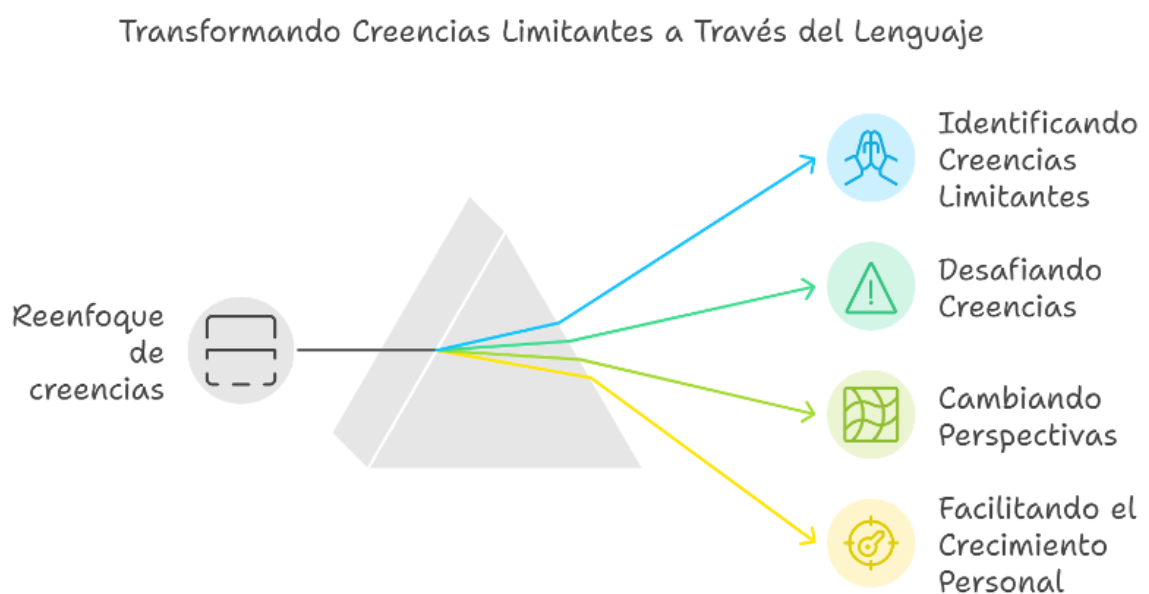 Transformando Creencias Limitantes a Través del Lenguaje
Reenfoque
de
creencias
Identificando
Creencias
Limitantes
Desafiando
Creencias
Cambiando
Perspectivas
Facilitando el
Crecimiento
Personal